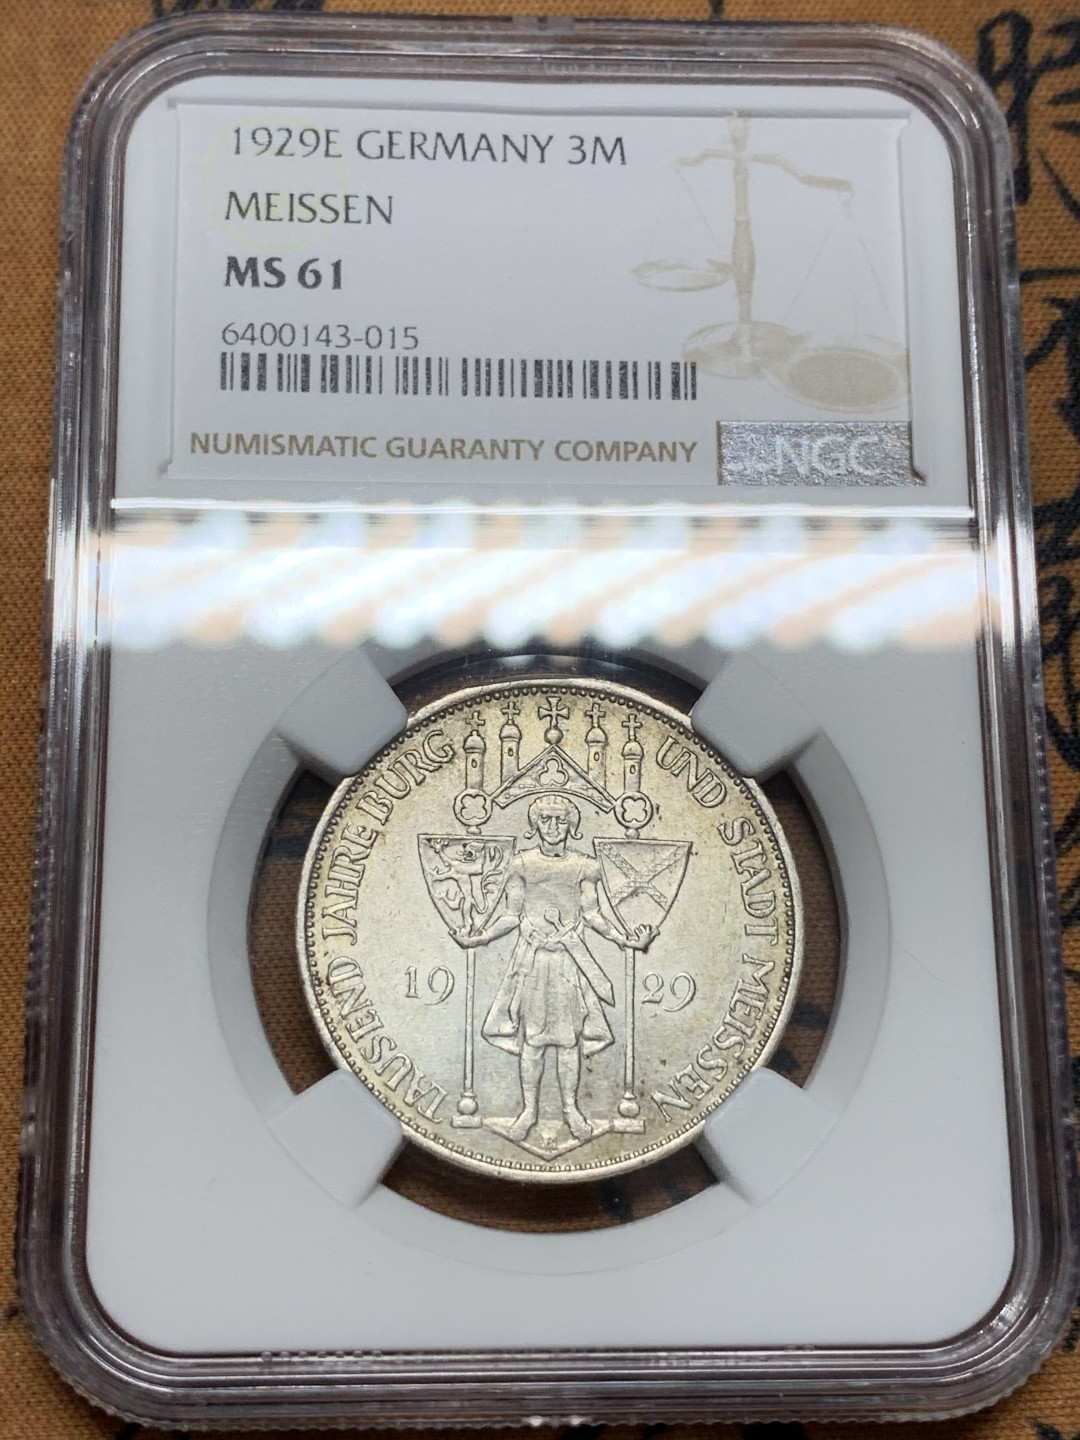 1929E GERMANY 3M
MEISSEN
MS 61
6400143-015
NUMISMATIC GUARANTY COMPANY
NGC
TAUSEND JAHRE BURG UND STADT MEISSEN
19 29
E